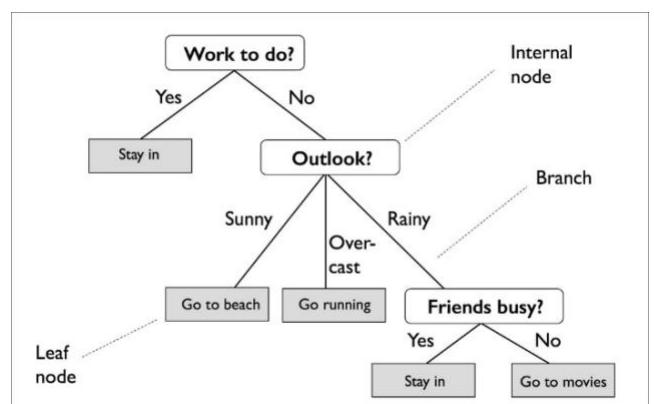 Work to do?
Internal
node
Yes
No
Stay in
Outlook?
Branch
Sunny
Over-
cast
Rainy
Go to beach
Go running
Friends busy?
Leaf
node
Yes
No
Stay in
Go to movies